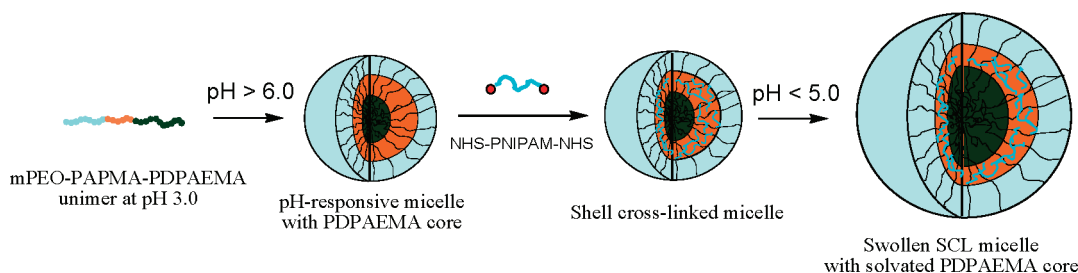 mPEO-PAPMA-PDPAEMA
unimer at pH 3.0
pH > 6.0
pH-responsive micelle
with PDPAEMA core
NHS-PNIPAM-NHS
Shell cross-linked micelle
pH < 5.0
Swollen SCL micelle
with solvated PDPAEMA core